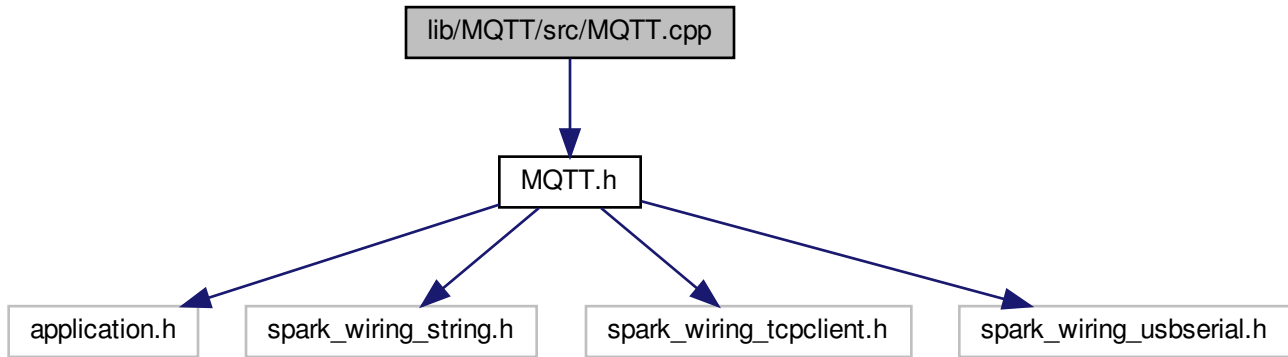 lib/MQTT/src/MQTT.cpp
MQTT.h
application.h
spark_wiring_string.h
spark_wiring_tcpclient.h
spark_wiring_usbserial.h